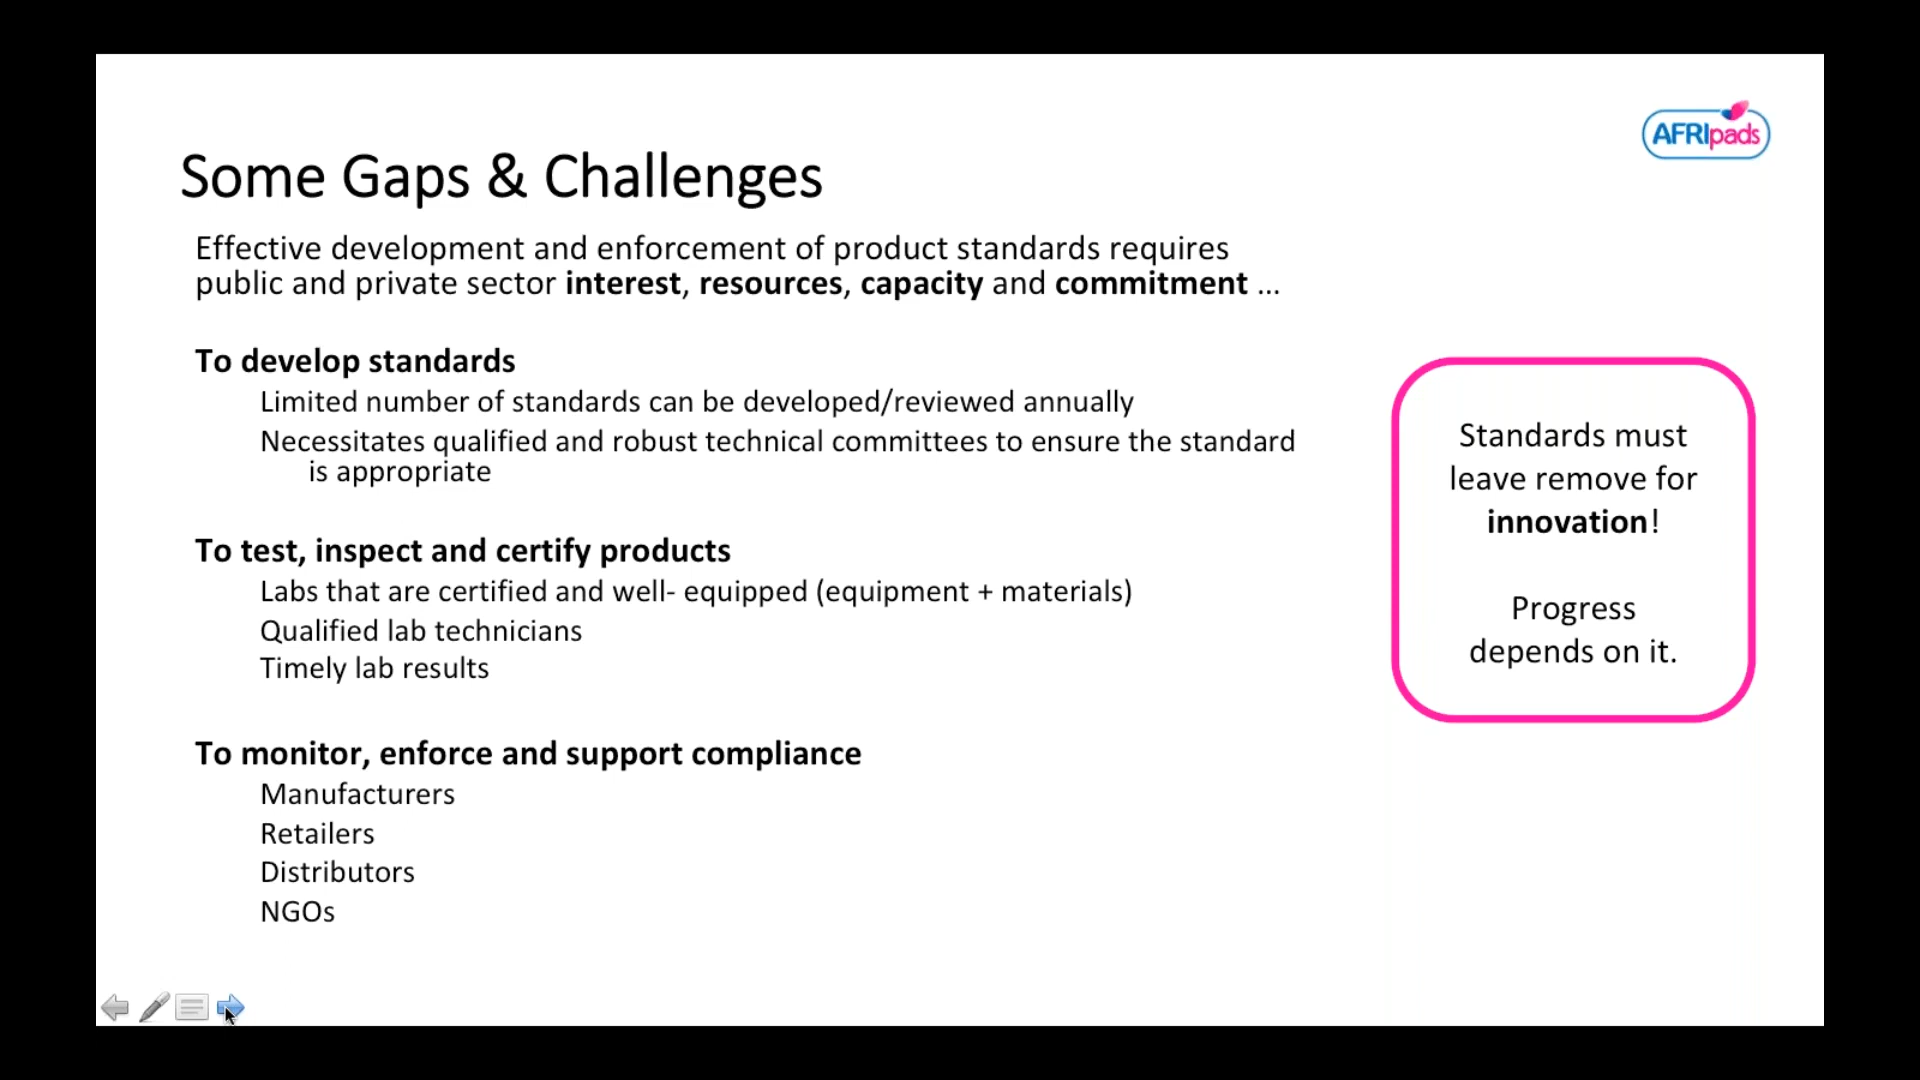 AFRIpads
Some Gaps & Challenges
Effective development and enforcement of product standards requires
public and private sector interest, resources, capacity and commitment ...
To develop standards
Limited number of standards can be developed/reviewed annually
Necessitates qualified and robust technical committees to ensure the standard
is appropriate
To test, inspect and certify products
Labs that are certified and well- equipped (equipment + materials)
Qualified lab technicians
Timely lab results
To monitor, enforce and support compliance
Manufacturers
Retailers
Distributors
NGOs
Standards must
leave remove for
innovation!
Progress
depends on it.